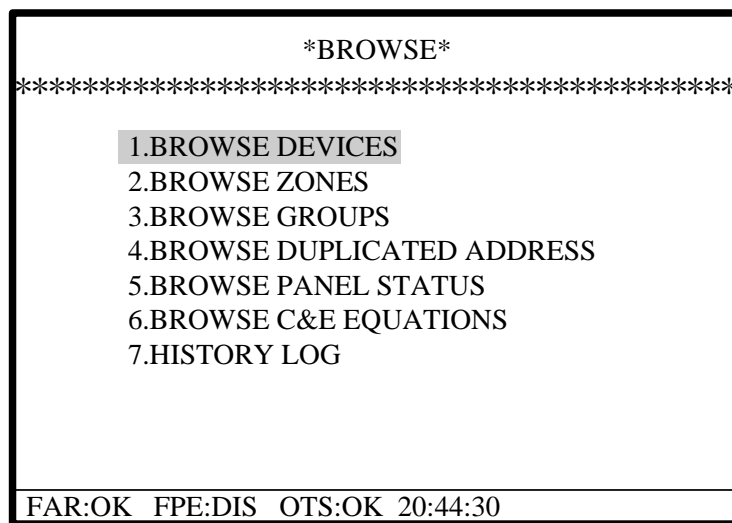 *BROWSE*
*******************************************
1.BROWSE DEVICES
2.BROWSE ZONES
3.BROWSE GROUPS
4.BROWSE DUPLICATED ADDRESS
5.BROWSE PANEL STATUS
6.BROWSE C&E EQUATIONS
7.HISTORY LOG
FAR:OK FPE:DIS OTS:OK 20:44:30